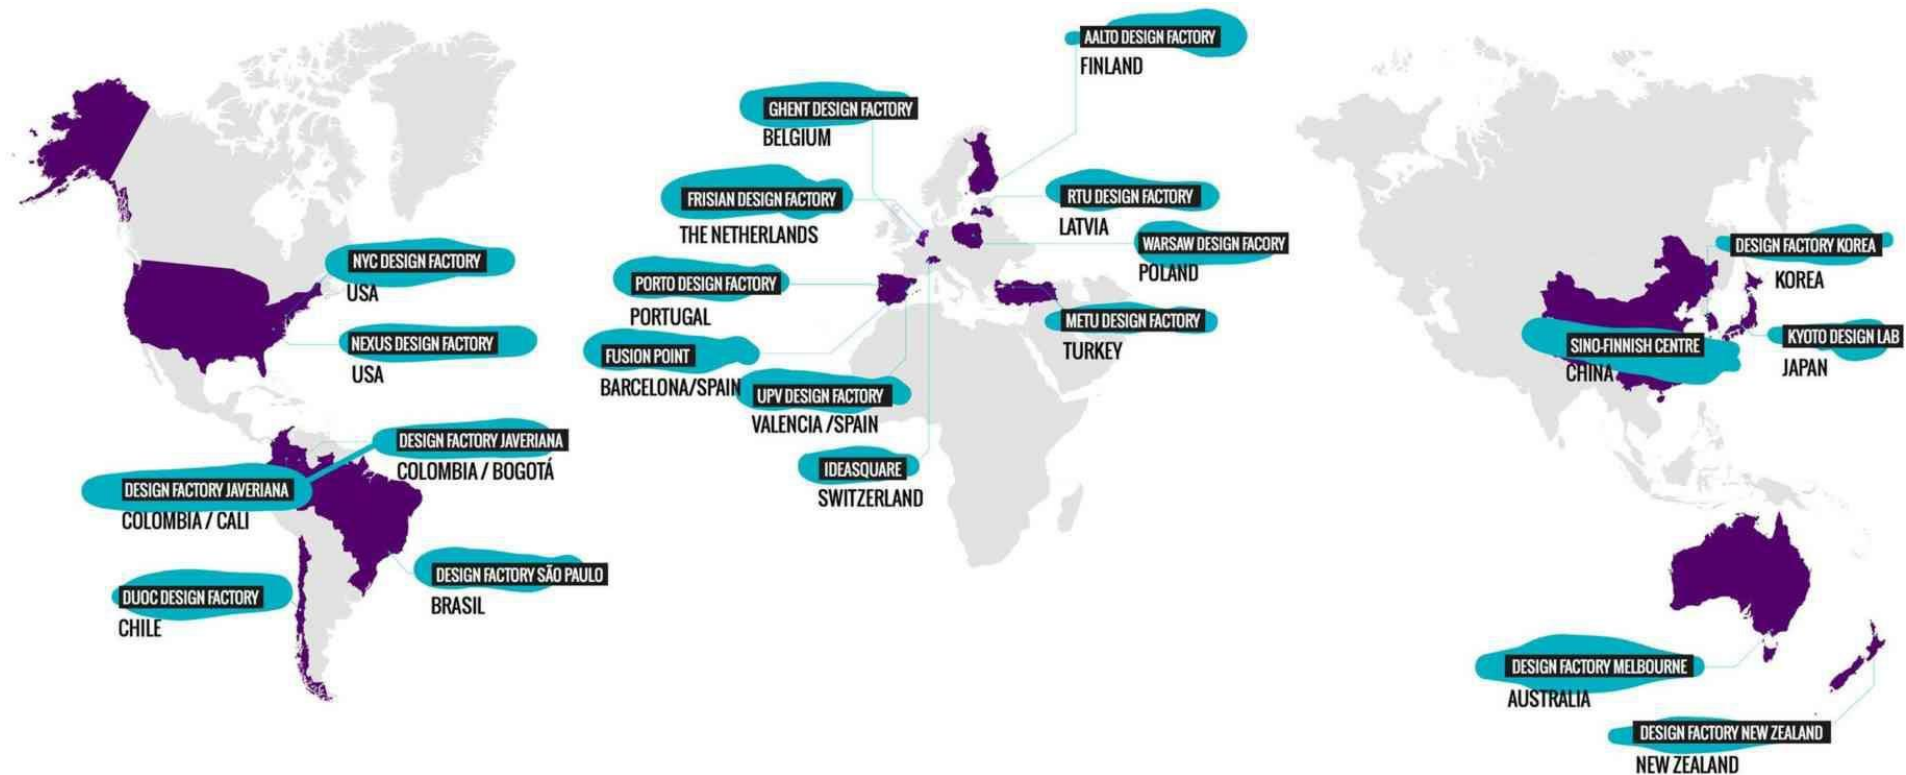 NYC DESIGN FACTORY
USA
NEXUS DESIGN FACTORY
USA
DESIGN FACTORY JAVERIANA
COLOMBIA / BOGOTÁ
DESIGN FACTORY JAVERIANA
COLOMBIA / CALI
DESIGN FACTORY SÃO PAULO
BRASIL
DUOC DESIGN FACTORY
CHILE
AALTO DESIGN FACTORY
FINLAND
GHENT DESIGN FACTORY
BELGIUM
FRISIAN DESIGN FACTORY
THE NETHERLANDS
RTU DESIGN FACTORY
LATVIA
WARSAW DESIGN FACORY
POLAND
PORTO DESIGN FACTORY
PORTUGAL
METU DESIGN FACTORY
TURKEY
FUSION POINT
BARCELONA/SPAIN
UPV DESIGN FACTORY
VALENCIA /SPAIN
IDEASQUARE
SWITZERLAND
DESIGN FACTORY KOREA
KOREA
SINO-FINNISH CENTRE
CHINA
KYOTO DESIGN LAB
JAPAN
DESIGN FACTORY MELBOURNE
AUSTRALIA
DESIGN FACTORY NEW ZEALAND
NEW ZEALAND